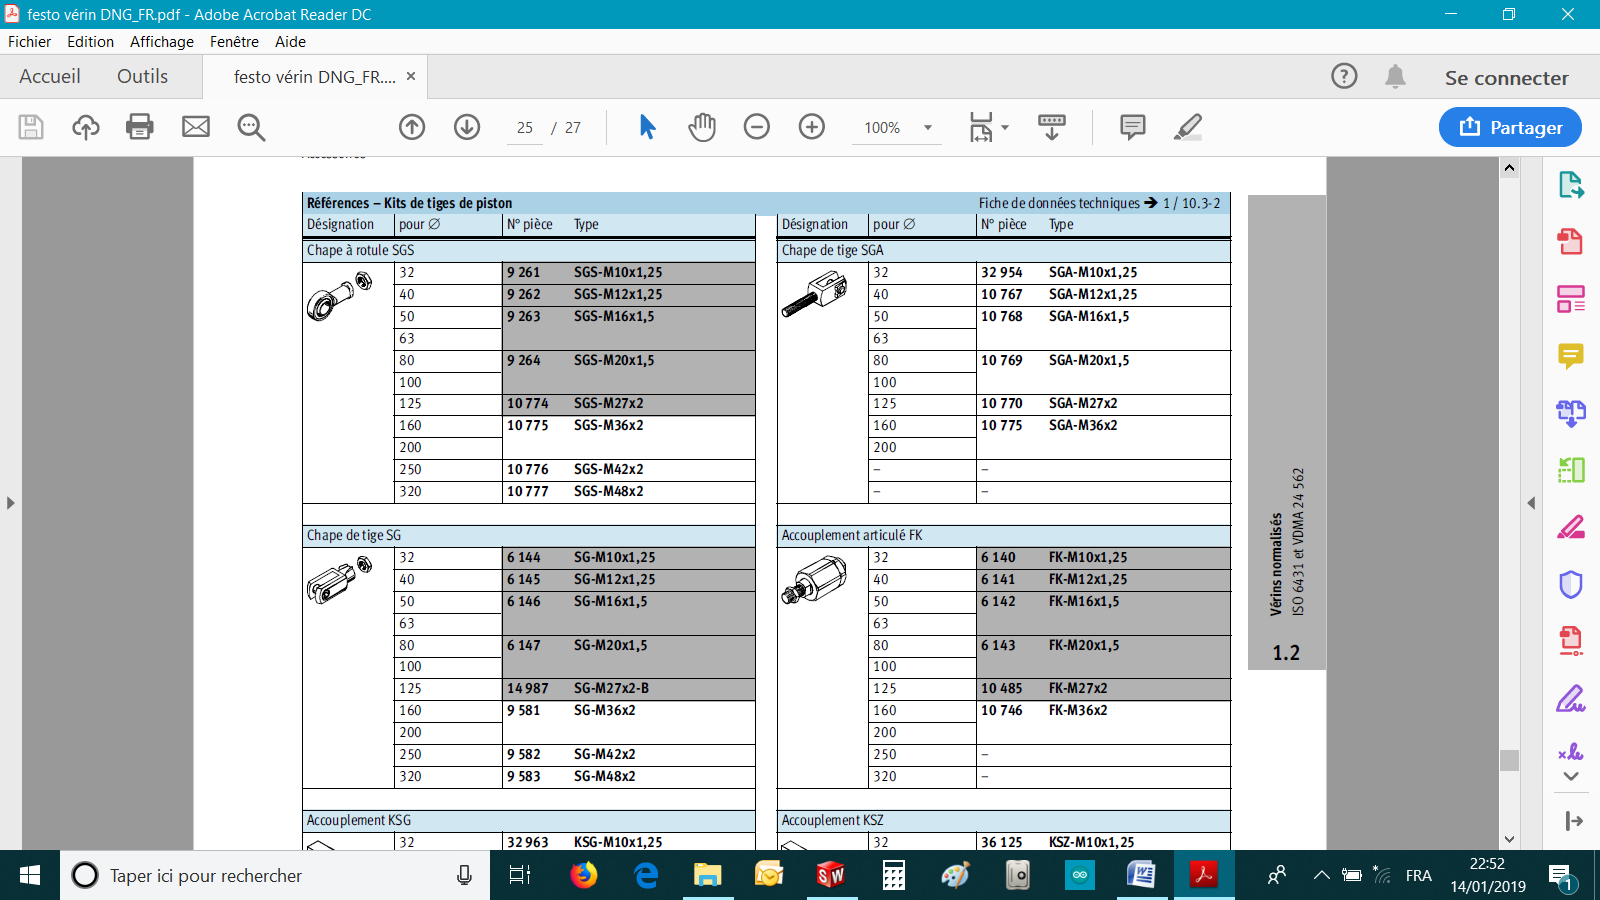 festo vérin DNG_FR.pdf - Adobe Acrobat Reader DC
Fichier Edition Affichage Fenêtre Aide
Accueil Outils festo vérin DNG_FR.... × Se connecter
25 / 27 100% Partager
Références – Kits de tiges de piston Fiche de données techniques ➔ 1 / 10.3-2
Désignation pour ∅ N° pièce Type Désignation pour ∅ N° pièce Type
Chape à rotule SGS Chape de tige SGA
32 9 261 SGS-M10x1,25 32 32 954 SGA-M10x1,25
40 9 262 SGS-M12x1,25 40 10 767 SGA-M12x1,25
50 9 263 SGS-M16x1,5 50 10 768 SGA-M16x1,5
63 63
80 9 264 SGS-M20x1,5 80 10 769 SGA-M20x1,5
100 100
125 10 774 SGS-M27x2 125 10 770 SGA-M27x2
160 10 775 SGS-M36x2 160 10 775 SGA-M36x2
200 200
250 10 776 SGS-M42x2 – –
320 10 777 SGS-M48x2 – –
Chape de tige SG Accouplement articulé FK
32 6 144 SG-M10x1,25 32 6 140 FK-M10x1,25
40 6 145 SG-M12x1,25 40 6 141 FK-M12x1,25
50 6 146 SG-M16x1,5 50 6 142 FK-M16x1,5
63 63
80 6 147 SG-M20x1,5 80 6 143 FK-M20x1,5
100 100
125 14 987 SG-M27x2-B 125 10 485 FK-M27x2
160 9 581 SG-M36x2 160 10 746 FK-M36x2
200 200
250 9 582 SG-M42x2 250 –
320 9 583 SG-M48x2 320 –
Accouplement KSG Accouplement KSZ
32 32 963 KSG-M10x1,25 32 36 125 KSZ-M10x1,25
Vérins normalisés
ISO 6431 et VDMA 24 562
1.2
Taper ici pour rechercher
FRA
22:52
14/01/2019
1